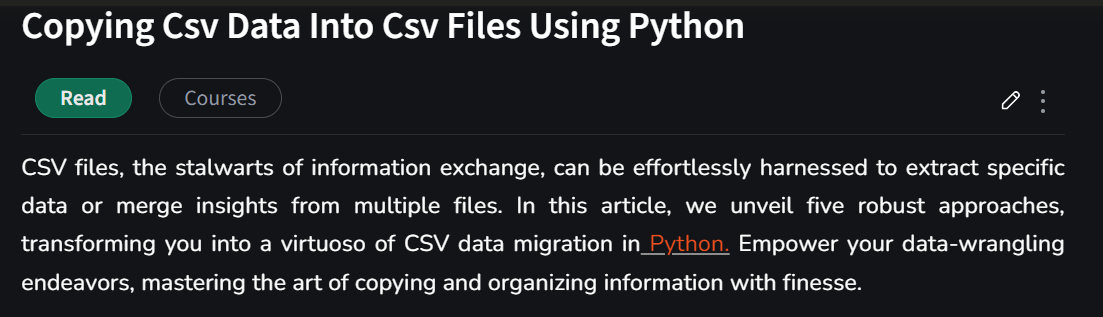 Copying Csv Data Into Csv Files Using Python
Read
Courses
CSV files, the stalwarts of information exchange, can be effortlessly harnessed to extract specific
data or merge insights from multiple files. In this article, we unveil five robust approaches,
transforming you into a virtuoso of CSV data migration in Python. Empower your data-wrangling
endeavors, mastering the art of copying and organizing information with finesse.